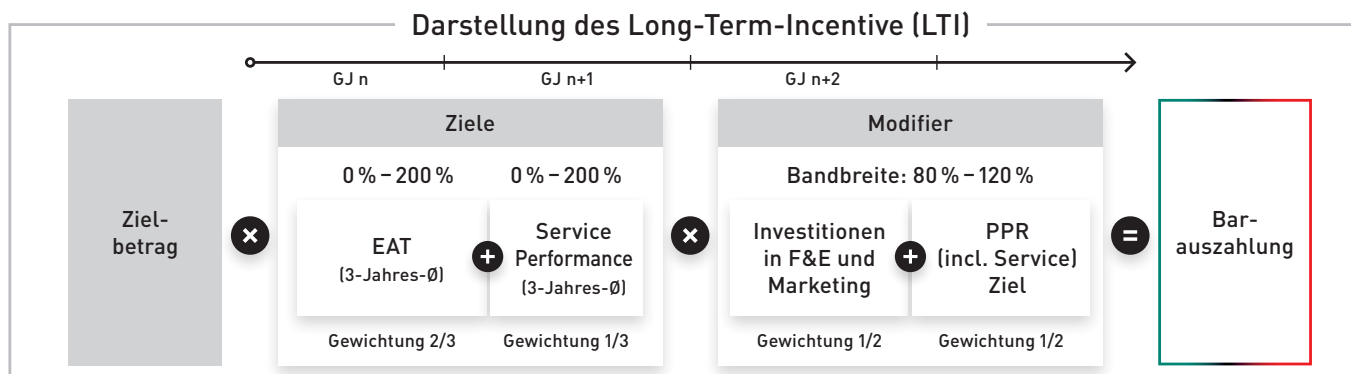 Darstellung des Long-Term-Incentive (LTI)
GJ n
GJ n+1
GJ n+2
Ziel-
betrag
×
Ziele
0 % – 200 %
0 % – 200 %
EAT
(3-Jahres-Ø)
+
Service
Performance
(3-Jahres-Ø)
Gewichtung 2/3
Gewichtung 1/3
×
Modifier
Bandbreite: 80 % – 120 %
Investitionen
in F&E und
Marketing
+
PPR
(incl. Service)
Ziel
Gewichtung 1/2
Gewichtung 1/2
=
Bar-
auszahlung